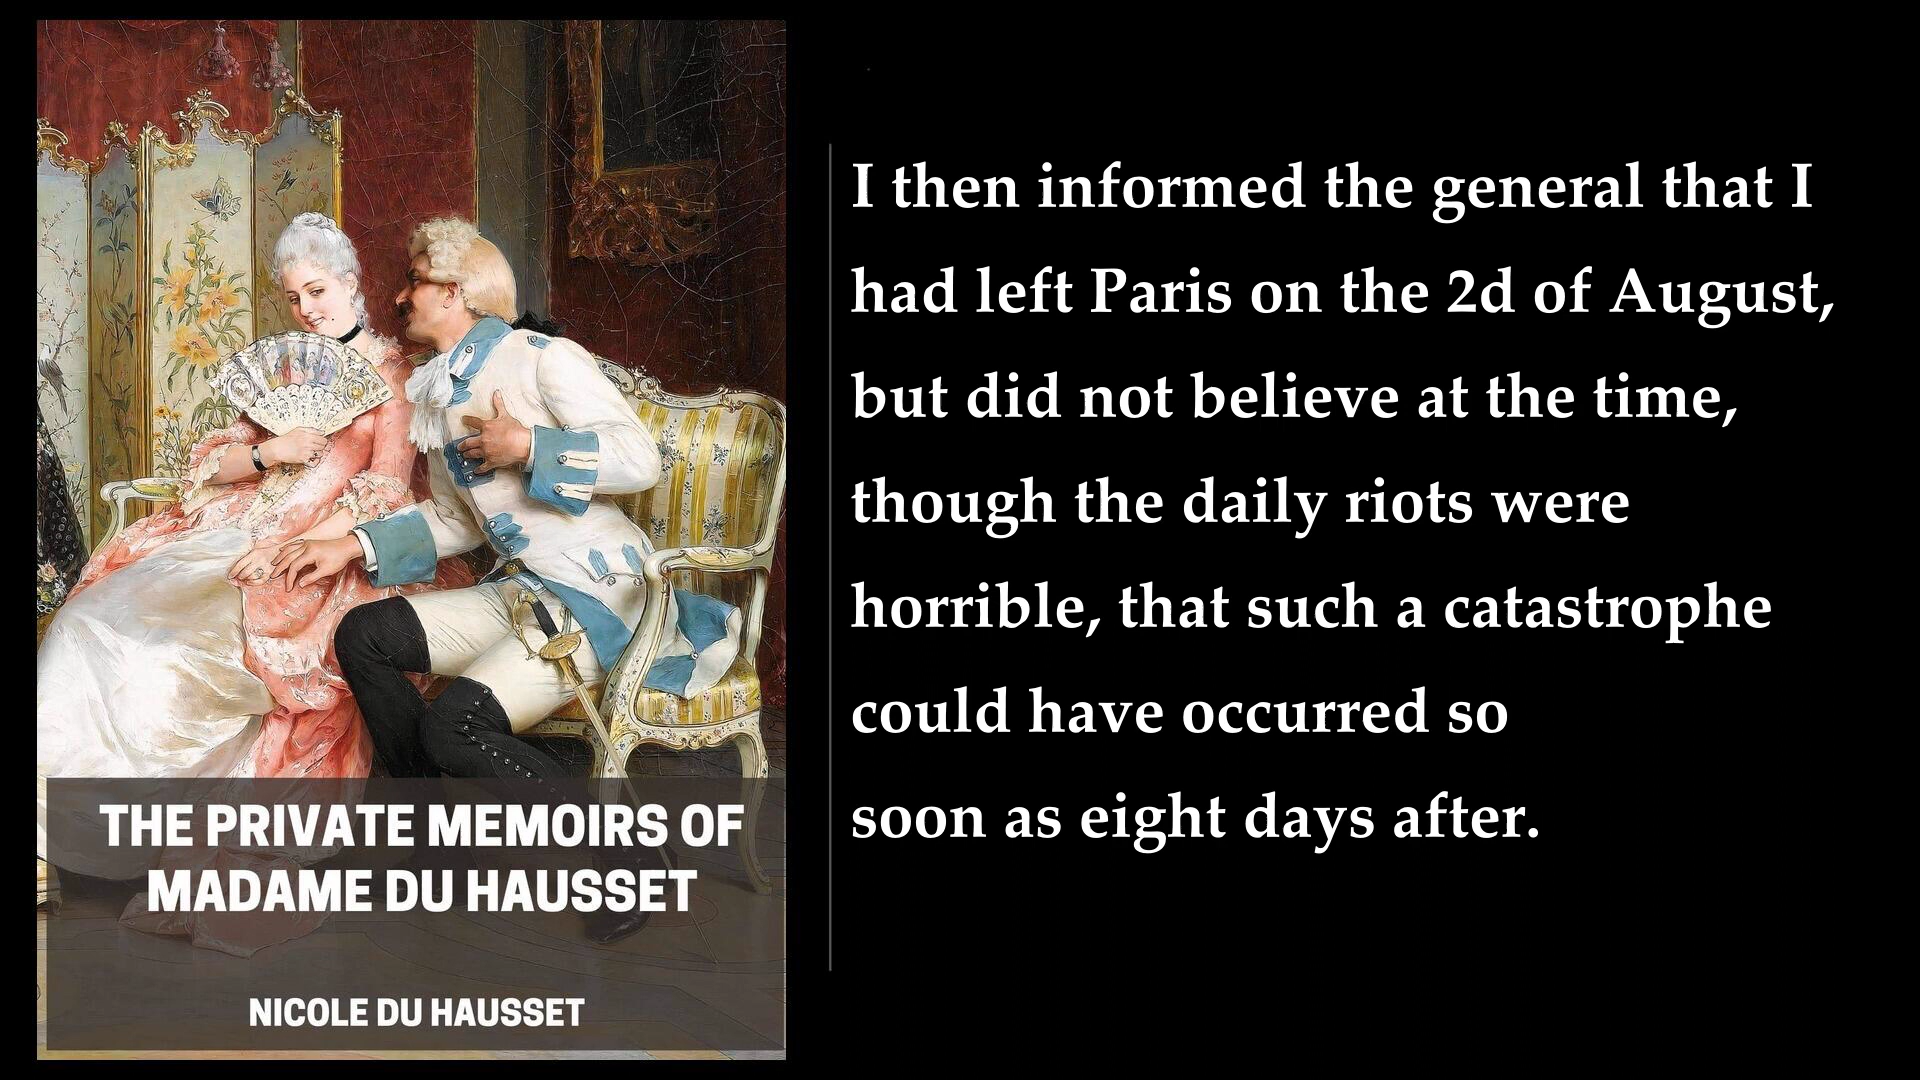 THE PRIVATE MEMOIRS OF
MADAME DU HAUSSET
NICOLE DU HAUSSET
I then informed the general that I
had left Paris on the 2d of August,
but did not believe at the time,
though the daily riots were
horrible, that such a catastrophe
could have occurred so
soon as eight days after.